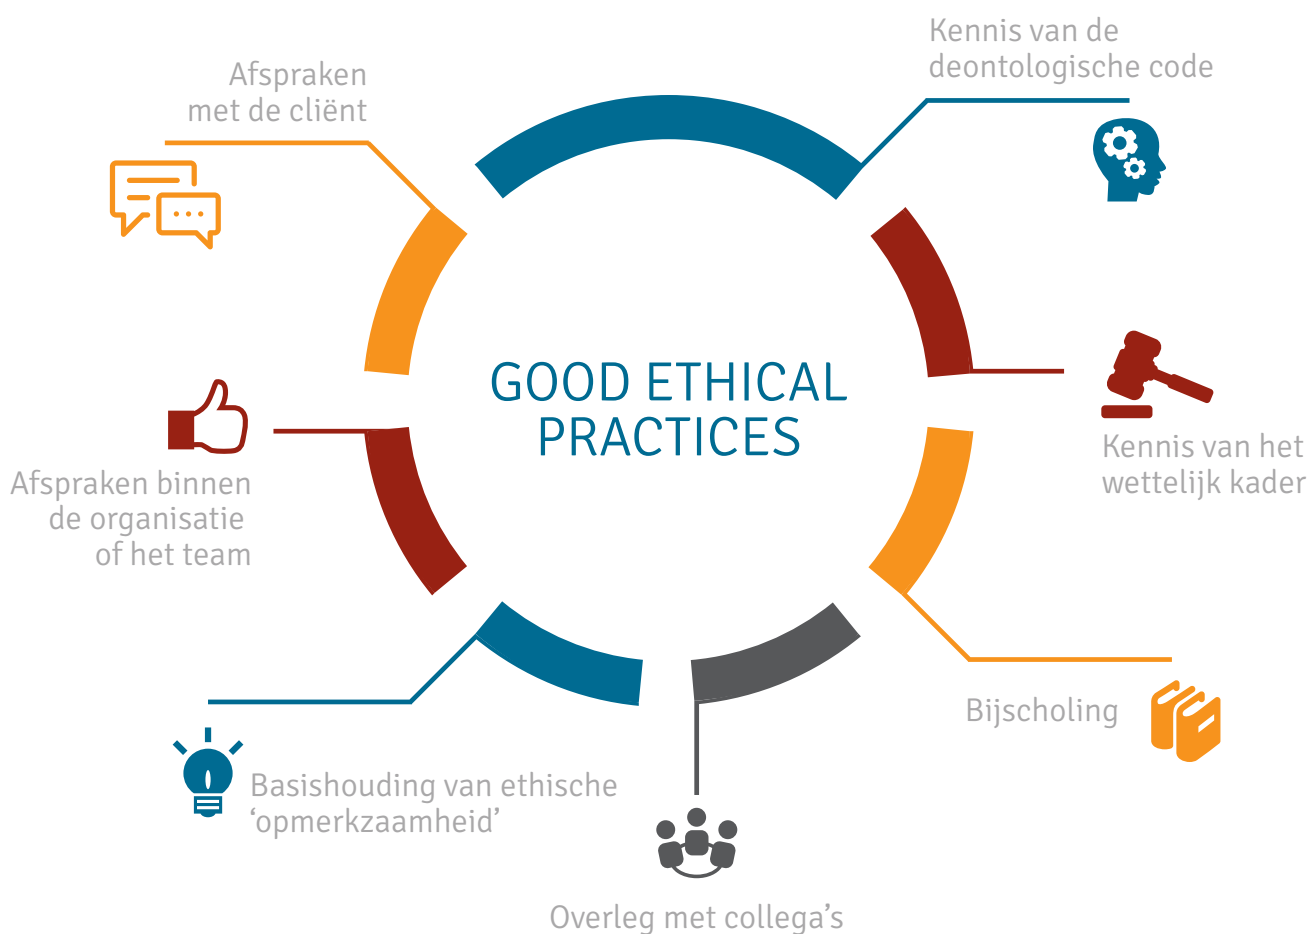 Kennis van de
deontologische code
Afspraken
met de cliënt
GOOD ETHICAL
PRACTICES
Kennis van het
wettelijk kader
Afspraken binnen
de organisatie
of het team
Bijscholing
Basishouding van ethische
‘opmerkzaamheid’
Overleg met collega’s